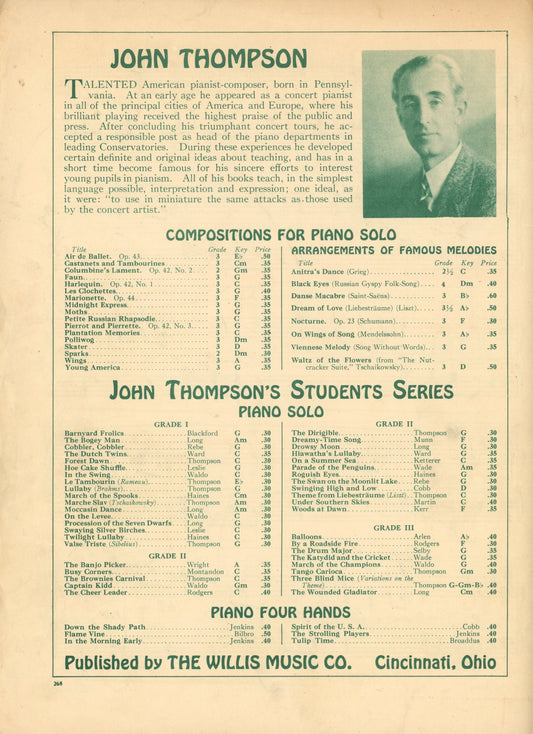 JOHN THOMPSON
TALENTED American pianist-composer, born in Pennsyl-
vania. At an early age he appeared as a concert pianist
in all of the principal cities of America and Europe, where his
brilliant playing received the highest praise of the public and
press. After concluding his triumphant concert tours, he ac-
cepted a responsible post as head of the piano departments in
leading Conservatories. During these experiences he developed
certain definite and original ideas about teaching, and has in a
short time become famous for his sincere efforts to interest
young pupils in pianism. All of his books teach, in the simplest
language possible, interpretation and expression; one ideal, as
it were: "to use in miniature the same attacks as those used
by the concert artist."
COMPOSITIONS FOR PIANO SOLO
Title Grade Key Price
Air de Ballet. Op. 43 3 E♭ .50
Castanets and Tambourines 3 Cm .35
Columbine's Lament. Op. 42, No. 2 2 Gm .35
Faun 3 G .35
Harlequin. Op. 42, No. 1 3 C .35
Les Clochettes 3 G .40
Marionette. Op. 44 3 F .35
Midnight Express 3 G .35
Moths 3 G .35
Petite Russian Rhapsodie 3 C .35
Pierrot and Pierrette. Op. 42, No. 3 3 G .35
Plantation Memories 3 C .35
Polliwog 3 Dm .35
Skater 3 D .35
Sparks 2 Dm .30
Wings 3 A .35
Young America 3 G .35
ARRANGEMENTS OF FAMOUS MELODIES
Title Grade Key Price
Anitra's Dance (Grieg) 2½ C .35
Black Eyes (Russian Gyspy Folk-Song) 4 Dm .40
Danse Macabre (Saint-Saëns) 3 B♭ .60
Dream of Love (Liebesträume) (Liszt) 3½ A♭ .50
Nocturne. Op. 23 (Schumann) 3 F .30
On Wings of Song (Mendelssohn) 3 A♭ .35
Viennese Melody (Song Without Words) 3 G .35
Waltz of the Flowers (from "The Nut-
cracker Suite," Tschaikowsky) 3 D .50
JOHN THOMPSON'S STUDENTS SERIES
PIANO SOLO
GRADE I
Barnyard Frolics Blackford G .30
The Bogey Man Long Am .30
Cobbler, Cobbler Rebe G .30
The Dutch Twins Ward C .35
Forest Dawn Thompson C .30
Hoe Cake Shuffle Leslie G .30
In the Swing Waldo C .30
Le Tambourin (Rameau) Thompson E♭ .30
Lullaby (Brahms) Thompson G .30
March of the Spooks Haines Cm .30
Marche Slav (Tschaikowsky) Thompson Am .30
Moccasin Dance Long Am .30
On the Levee Waldo C .30
Procession of the Seven Dwarfs Long G .30
Swaying Silver Birches Leslie C .30
Twilight Lullaby Haines C .30
Valse Triste (Sibelius) Thompson G .30
GRADE II
The Banjo Picker Wright A .35
Busy Corners Montandon C .35
The Brownies Carnival Thompson C .35
Captain Kidd Waldo Gm .30
The Cheer Leader Rodgers C .40
GRADE II
The Dirigible Thompson G .30
Dreamy-Time Song Munn F .50
Drowsy Moon Long G .30
Hiawatha's Lullaby Ward G .35
On a Summer Sea Ketterer C .35
Parade of the Penguins Wade Am .35
Roguish Eyes Haines G .30
The Swan on the Moonlit Lake Rebe G .30
Swinging High and Low Cobb D .30
Theme from Liebesträume (Liszt) Thompson C .30
Under Southern Skies Martin G .40
Woods at Dawn Kerr F .35
GRADE III
Balloons Arlen A♭ .40
By a Roadside Fire Rodgers F .30
The Drum Major Selby G .35
The Katydid and the Cricket Wade G .35
March of the Champions Waldo G .40
Tango Carioca Thompson Gm .30
Three Blind Mice (Variations on the
Theme) Thompson G-Gm-B♭ .40
The Wounded Gladiator Long Cm .40
PIANO FOUR HANDS
Down the Shady Path Jenkins .40
Flame Vine Bilbro .50
In the Morning Early Jenkins .40
Spirit of the U. S. A. Cobb .40
The Strolling Players Jenkins .40
Tulip Time Broaddus .40
Published by THE WILLIS MUSIC CO. Cincinnati, Ohio
268